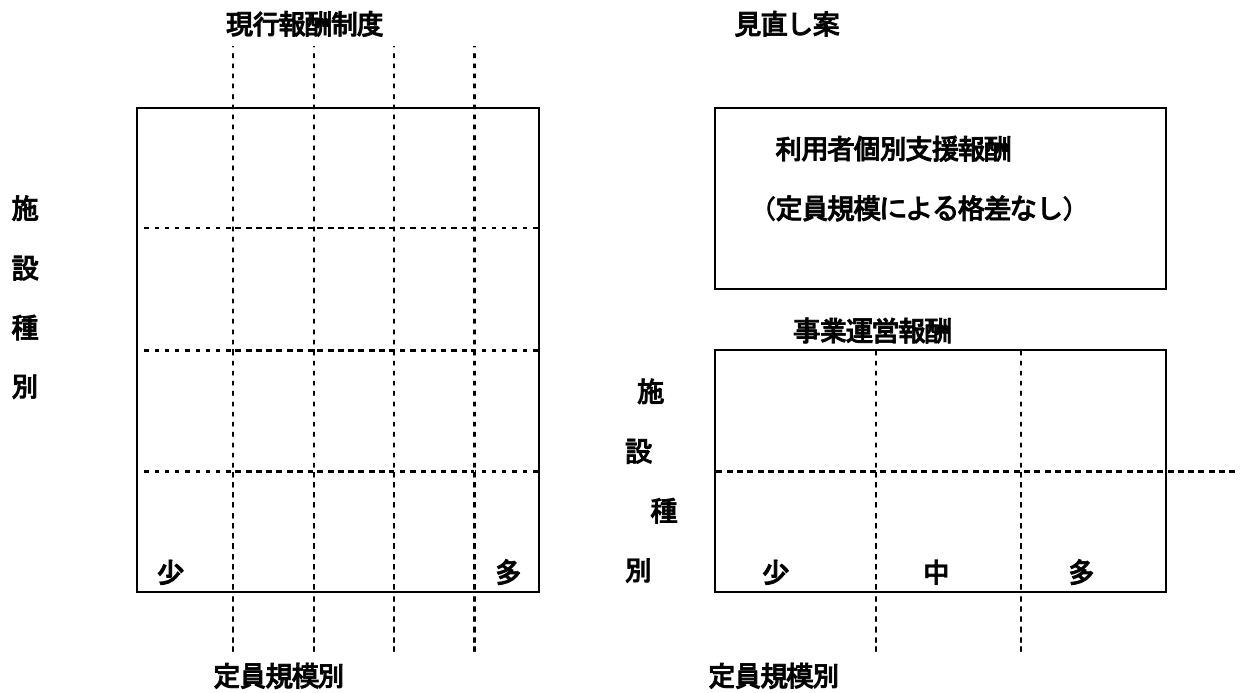 現行報酬制度
施設種別
少
多
定員規模別
見直し案
利用者個別支援報酬
（定員規模による格差なし）
事業運営報酬
施設種別
少
中
多
定員規模別